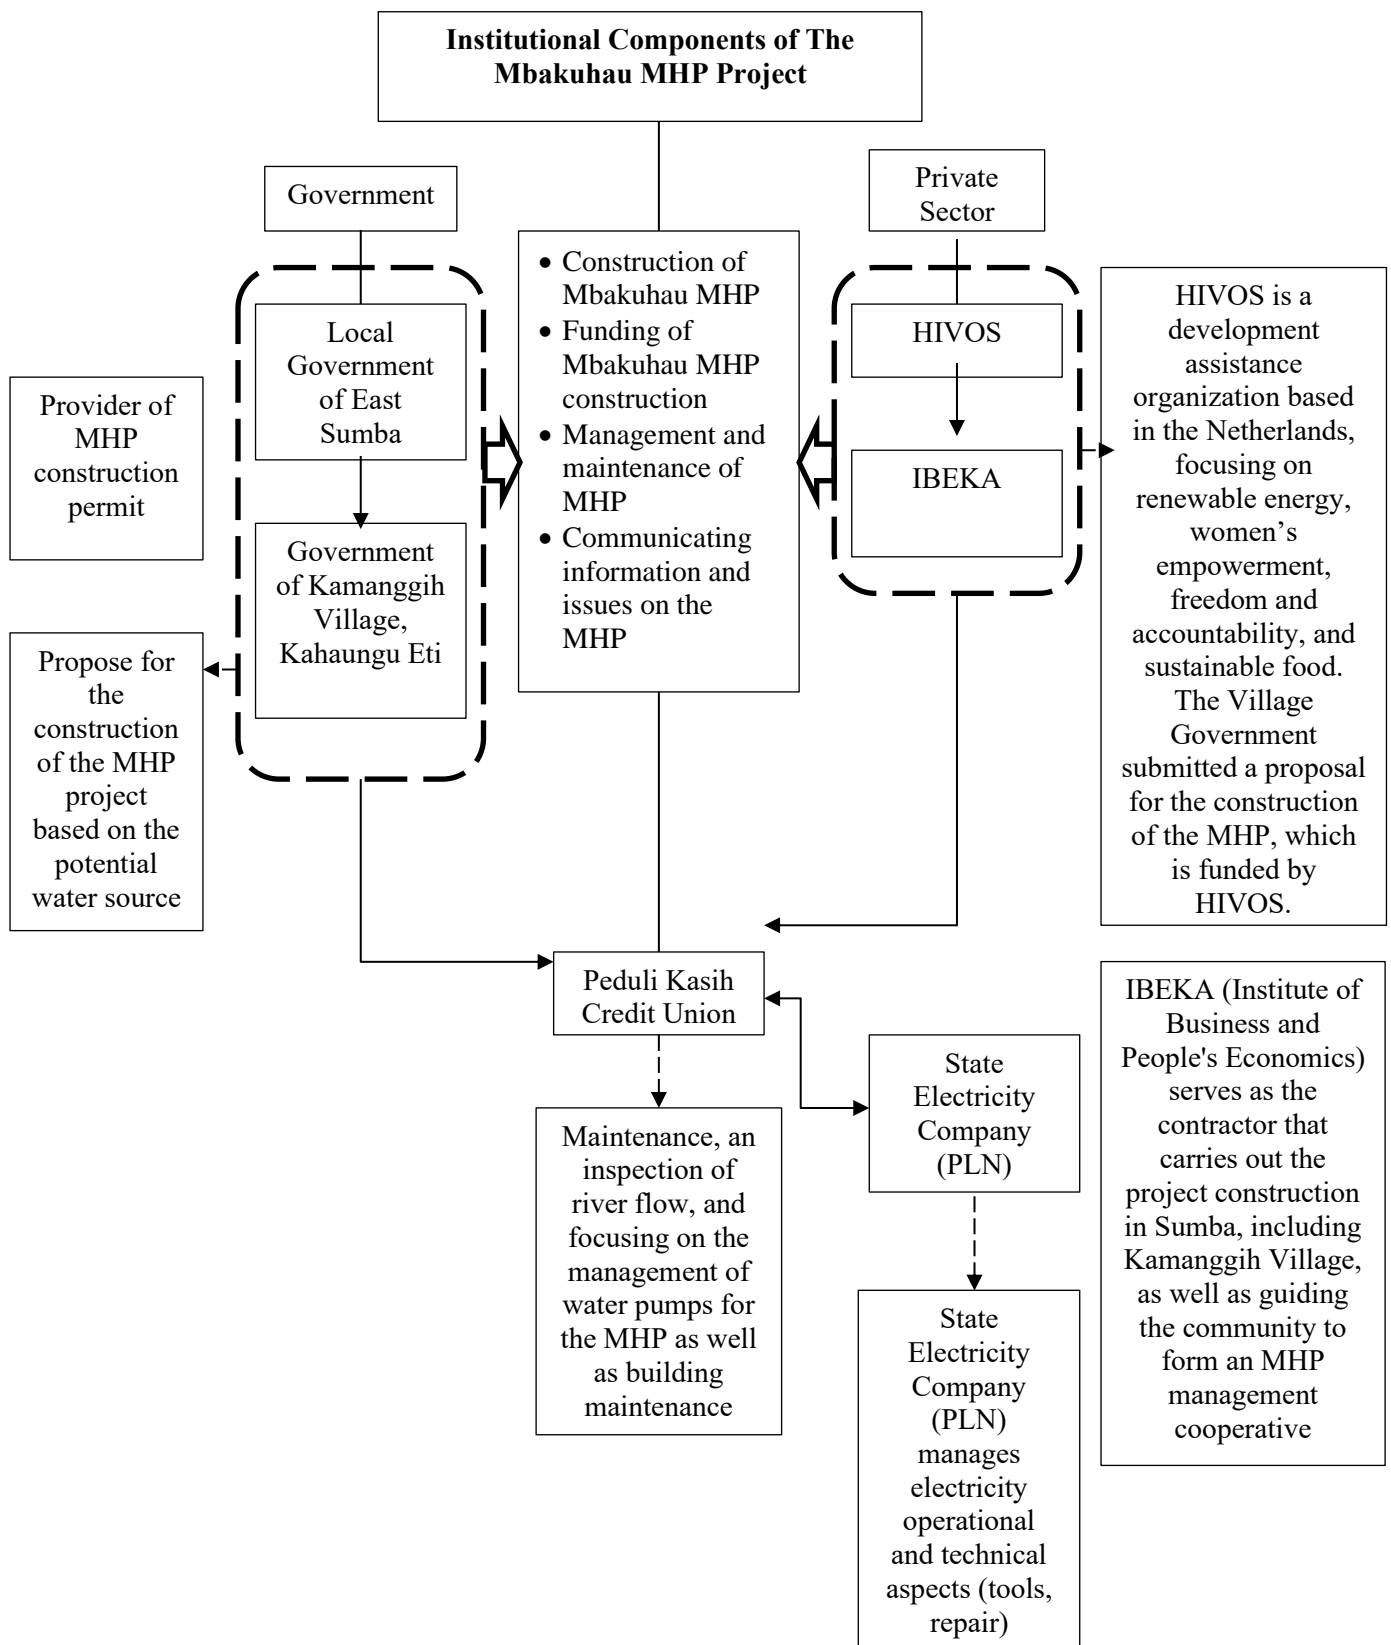 Institutional Components of The
Mbakuhau MHP Project
Government
Private
Sector
Local
Government
of East
Sumba
Government
of Kamanggih
Village,
Kahaungu Eti
Provider of
MHP
construction
permit
Propose for
the
construction
of the MHP
project
based on the
potential
water source
• Construction of
Mbakuhau MHP
• Funding of
Mbakuhau MHP
construction
• Management and
maintenance of
MHP
• Communicating
information and
issues on the
MHP
HIVOS
IBEKA
HIVOS is a
development
assistance
organization based
in the Netherlands,
focusing on
renewable energy,
women’s
empowerment,
freedom and
accountability, and
sustainable food.
The Village
Government
submitted a proposal
for the construction
of the MHP, which
is funded by
HIVOS.
Peduli Kasih
Credit Union
Maintenance, an
inspection of
river flow, and
focusing on the
management of
water pumps for
the MHP as well
as building
maintenance
State
Electricity
Company
(PLN)
State
Electricity
Company
(PLN)
manages
electricity
operational
and technical
aspects (tools,
repair)
IBEKA (Institute of
Business and
People's Economics)
serves as the
contractor that
carries out the
project construction
in Sumba, including
Kamanggih Village,
as well as guiding
the community to
form an MHP
management
cooperative